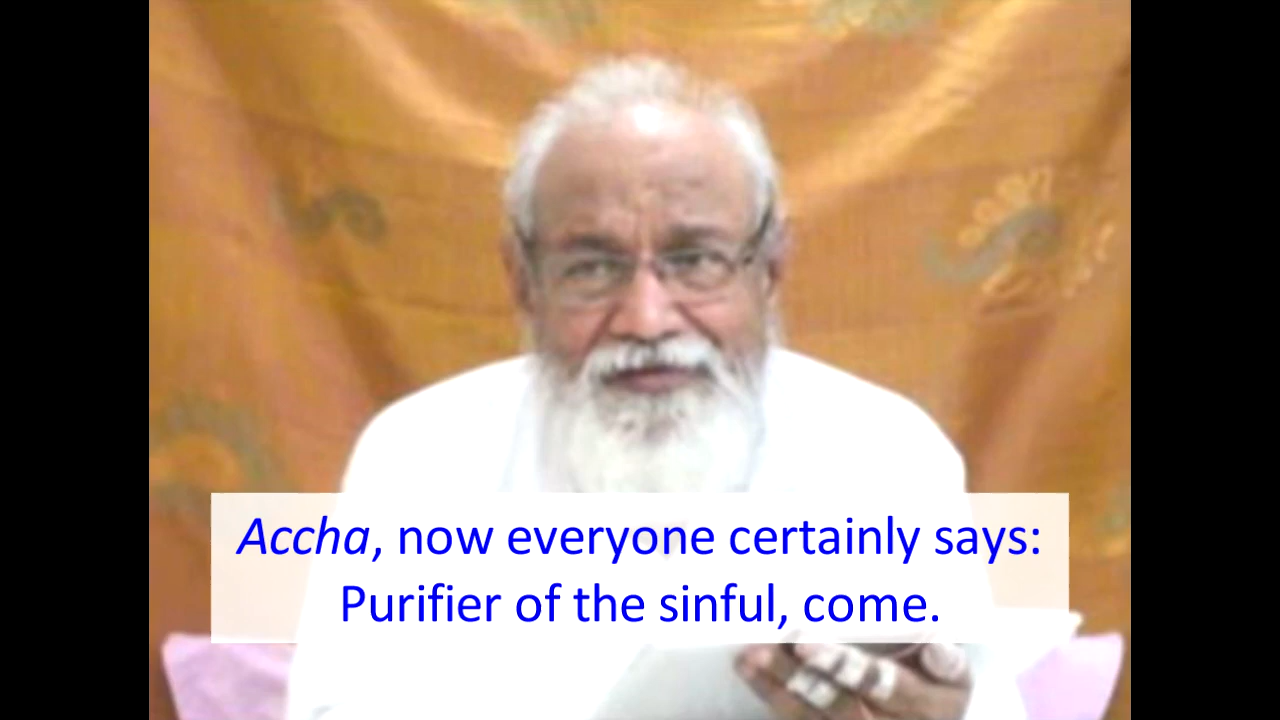 Accha, now everyone certainly says:
Purifier of the sinful, come.